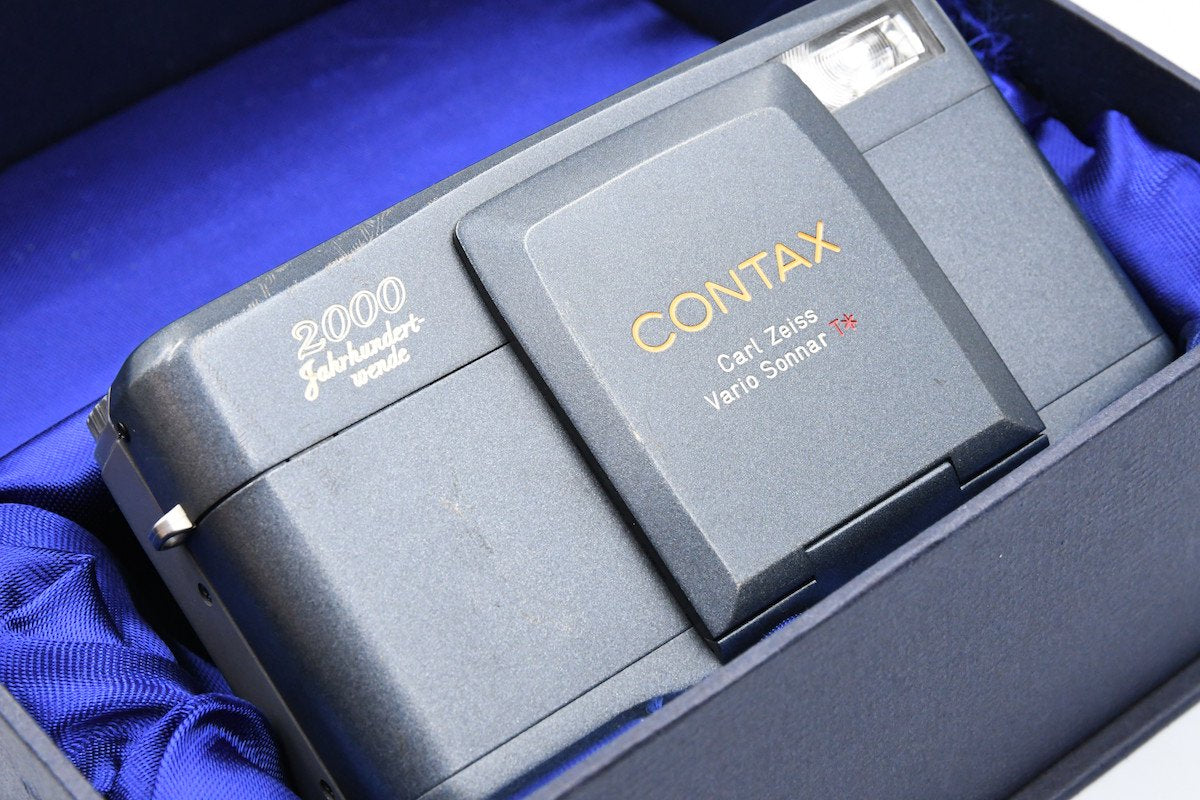 2000
Jahrhundert-
wende
CONTAX
Carl Zeiss
Vario Sonnar T*